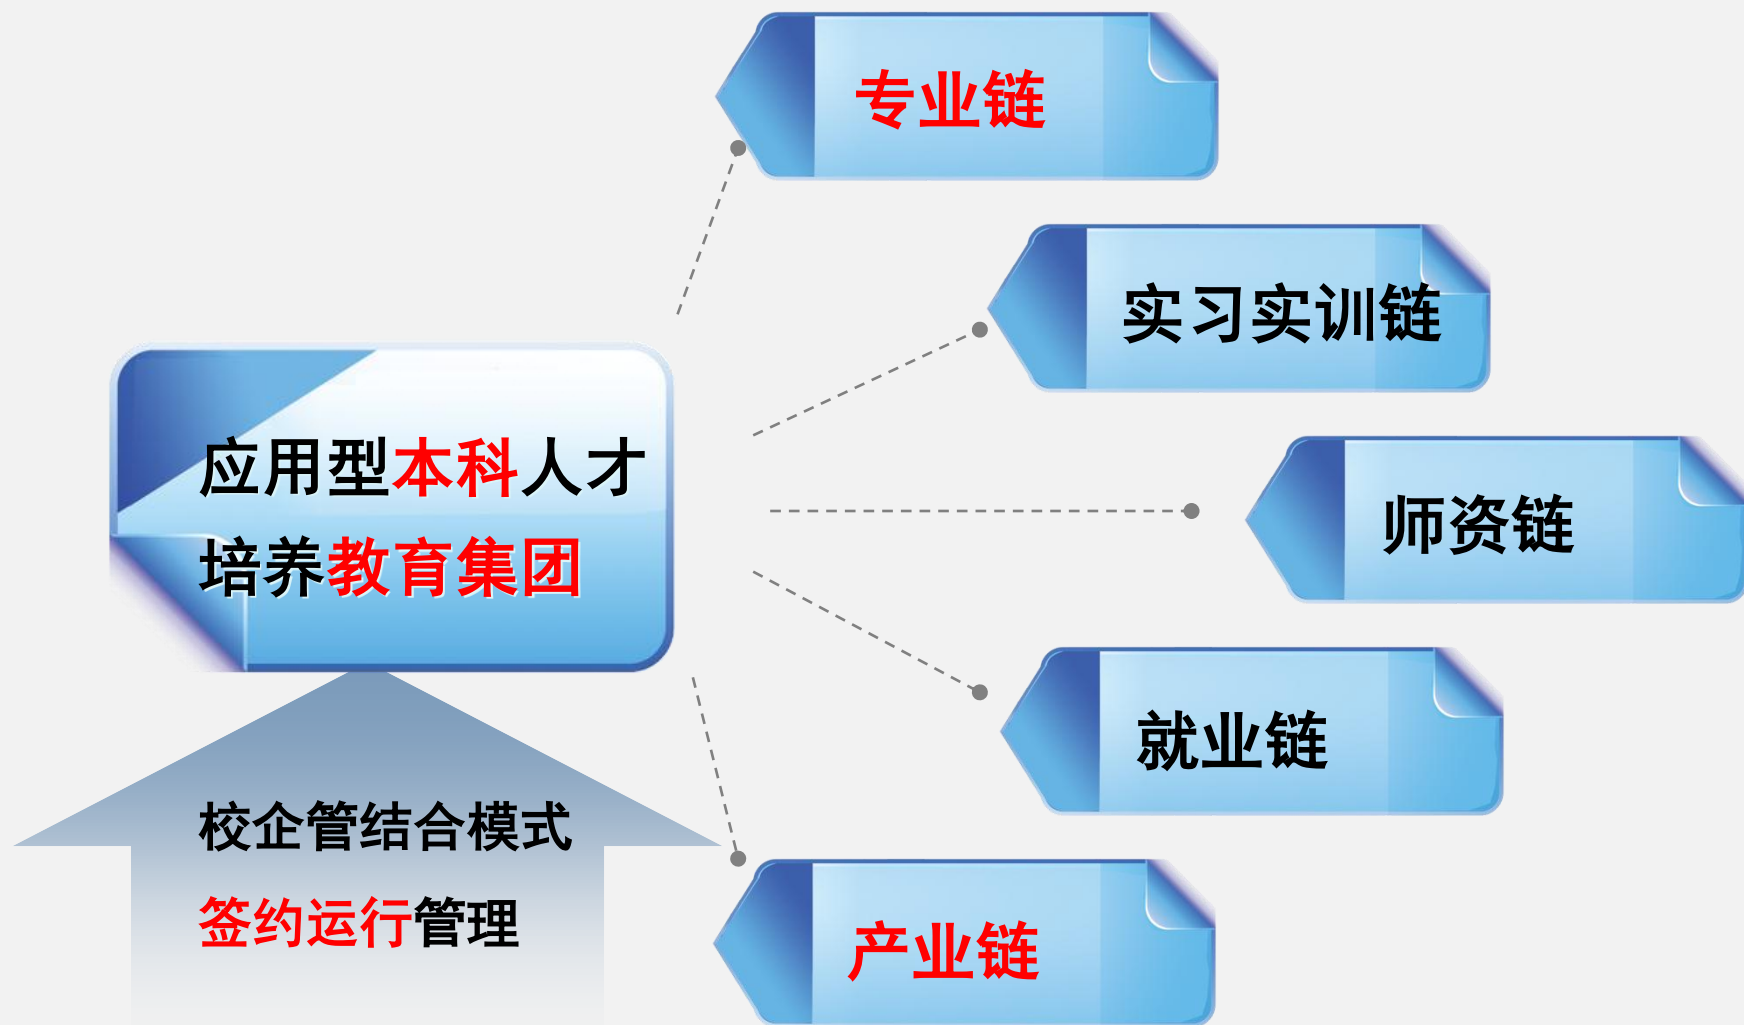 专业链
实习实训链
应用型本科人才
培养教育集团
师资链
就业链
校企管结合模式
签约运行管理
产业链